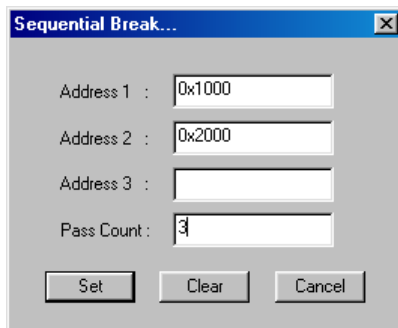 Sequential Break...
Address 1 : 0x1000
Address 2 : 0x2000
Address 3 :
Pass Count : 3
Set Clear Cancel